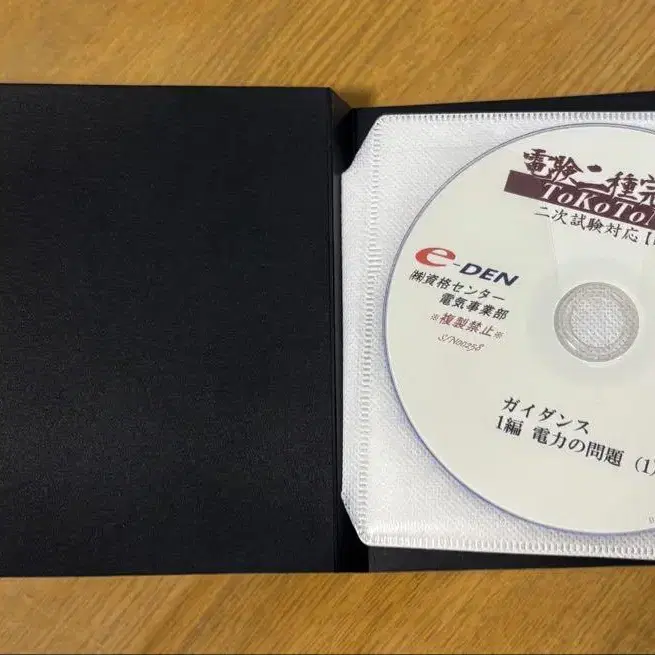 電験二種完
ToKoTo
二次試験対応【
e-DEN
㈱資格センター
電気事業部
※複製禁止※
S/N00258
ガイダンス
1編 電力の問題 (1)